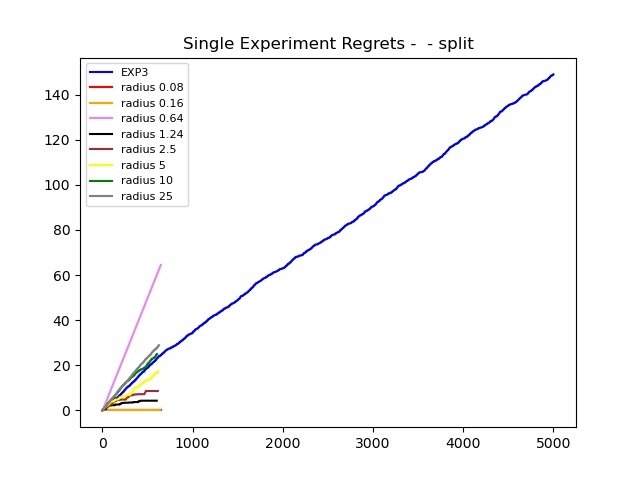 Single Experiment Regrets -  - split
EXP3
radius 0.08
radius 0.16
radius 0.64
radius 1.24
radius 2.5
radius 5
radius 10
radius 25
140
120
100
80
60
40
20
0
0 1000 2000 3000 4000 5000